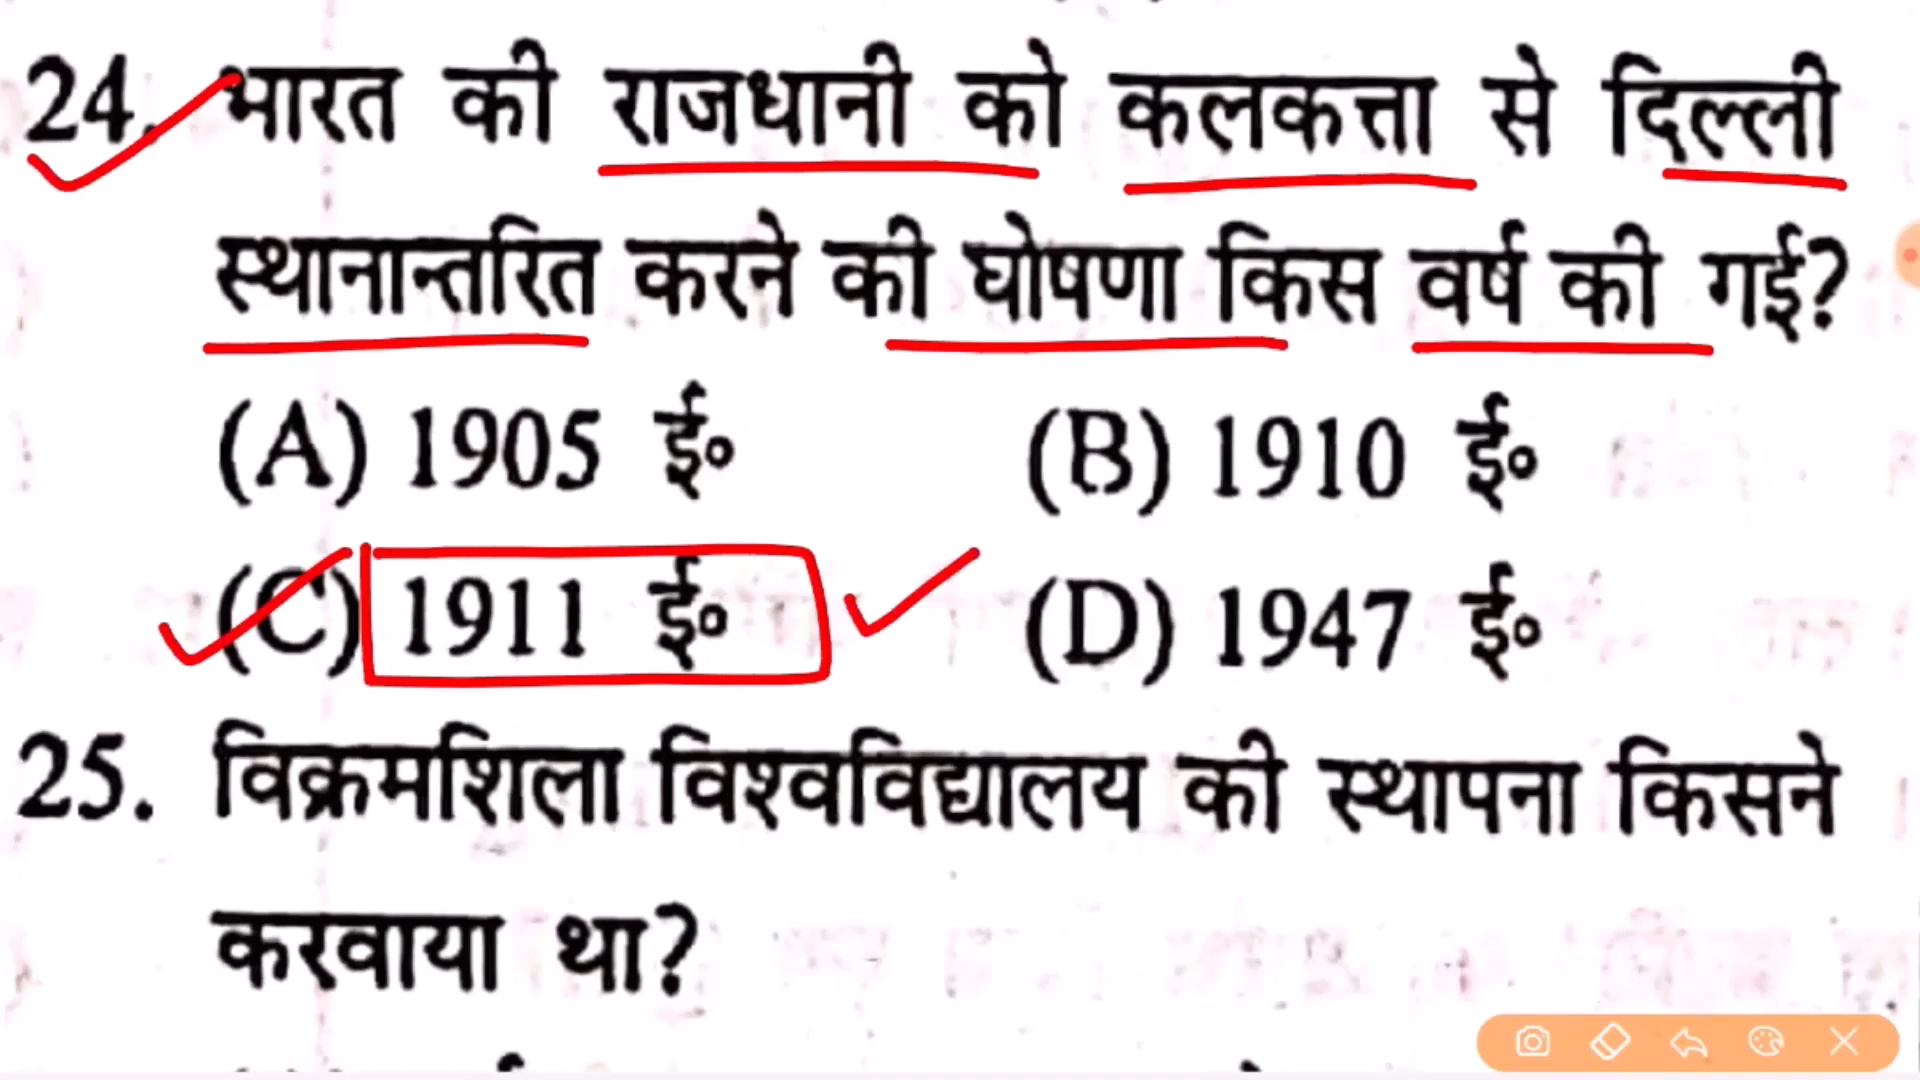 24. भारत की राजधानी को कलकत्ता से दिल्ली
स्थानान्तरित करने की घोषणा किस वर्ष की गई?
(A) 1905 ई० (B) 1910 ई०
(C) 1911 ई० (D) 1947 ई०
25. विक्रमशिला विश्वविद्यालय की स्थापना किसने
करवाया था?